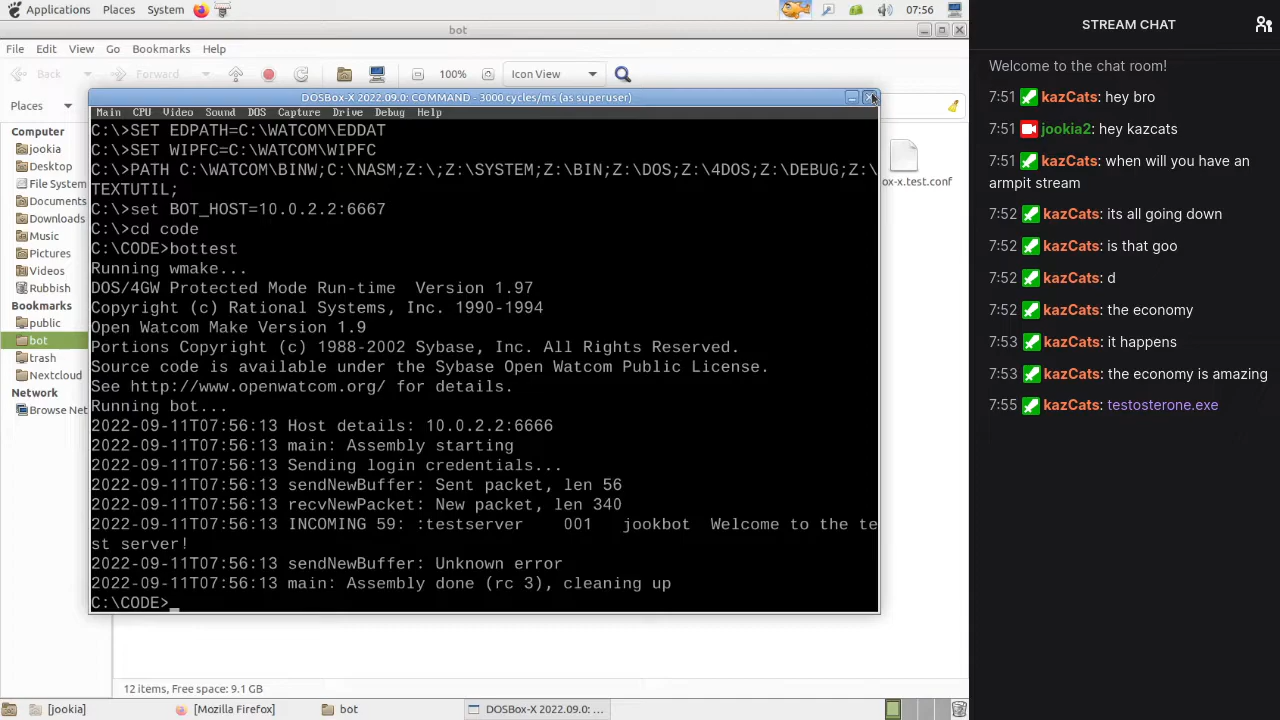 Applications Places System 07:56
bot
File Edit View Go Bookmarks Help
Back Forward 100% Icon View
Places
Computer
jookia
Desktop
File System
Documents
Downloads
Music
Pictures
Videos
Rubbish
Bookmarks
public
bot
trash
Nextcloud
Network
Browse Net
ox-x.test.conf
DOSBox-X 2022.09.0: COMMAND - 3000 cycles/ms (as superuser)
Main CPU Video Sound DOS Capture Drive Debug Help
C:\>SET EDPATH=C:\WATCOM\EDDAT
C:\>SET WIPFC=C:\WATCOM\WIPFC
C:\>PATH C:\WATCOM\BINW;C:\NASM;Z:\;Z:\SYSTEM;Z:\BIN;Z:\DOS;Z:\4DOS;Z:\DEBUG;Z:\
TEXTUTIL;
C:\>set BOT_HOST=10.0.2.2:6667
C:\>cd code
C:\CODE>bottest
Running wmake...
DOS/4GW Protected Mode Run-time  Version 1.97
Copyright (c) Rational Systems, Inc. 1990-1994
Open Watcom Make Version 1.9
Portions Copyright (c) 1988-2002 Sybase, Inc. All Rights Reserved.
Source code is available under the Sybase Open Watcom Public License.
See http://www.openwatcom.org/ for details.
Running bot...
2022-09-11T07:56:13 Host details: 10.0.2.2:6666
2022-09-11T07:56:13 main: Assembly starting
2022-09-11T07:56:13 Sending login credentials...
2022-09-11T07:56:13 sendNewBuffer: Sent packet, len 56
2022-09-11T07:56:13 recvNewPacket: New packet, len 340
2022-09-11T07:56:13 INCOMING 59: :testserver    001    jookbot  Welcome to the te
st server!
2022-09-11T07:56:13 sendNewBuffer: Unknown error
2022-09-11T07:56:13 main: Assembly done (rc 3), cleaning up
C:\CODE>_
12 items, Free space: 9.1 GB
[jookia] [Mozilla Firefox] bot DOSBox-X 2022.09.0: ...
STREAM CHAT
Welcome to the chat room!
7:51 kazCats: hey bro
7:51 jookia2: hey kazcats
7:51 kazCats: when will you have an
armpit stream
7:52 kazCats: its all going down
7:52 kazCats: is that goo
7:52 kazCats: d
7:52 kazCats: the economy
7:53 kazCats: it happens
7:53 kazCats: the economy is amazing
7:55 kazCats: testosterone.exe